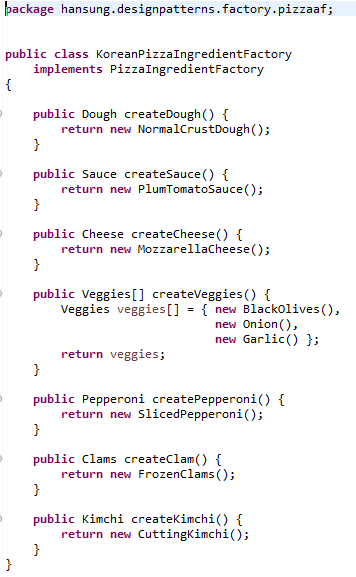 package hansung.designpatterns.factory.pizzaaf;
public class KoreanPizzaIngredientFactory
    implements PizzaIngredientFactory
{
    public Dough createDough() {
        return new NormalCrustDough();
    }
    public Sauce createSauce() {
        return new PlumTomatoSauce();
    }
    public Cheese createCheese() {
        return new MozzarellaCheese();
    }
    public Veggies[] createVeggies() {
        Veggies veggies[] = { new BlackOlives(),
                              new Onion(),
                              new Garlic() };
        return veggies;
    }
    public Pepperoni createPepperoni() {
        return new SlicedPepperoni();
    }
    public Clams createClam() {
        return new FrozenClams();
    }
    public Kimchi createKimchi() {
        return new CuttingKimchi();
    }
}